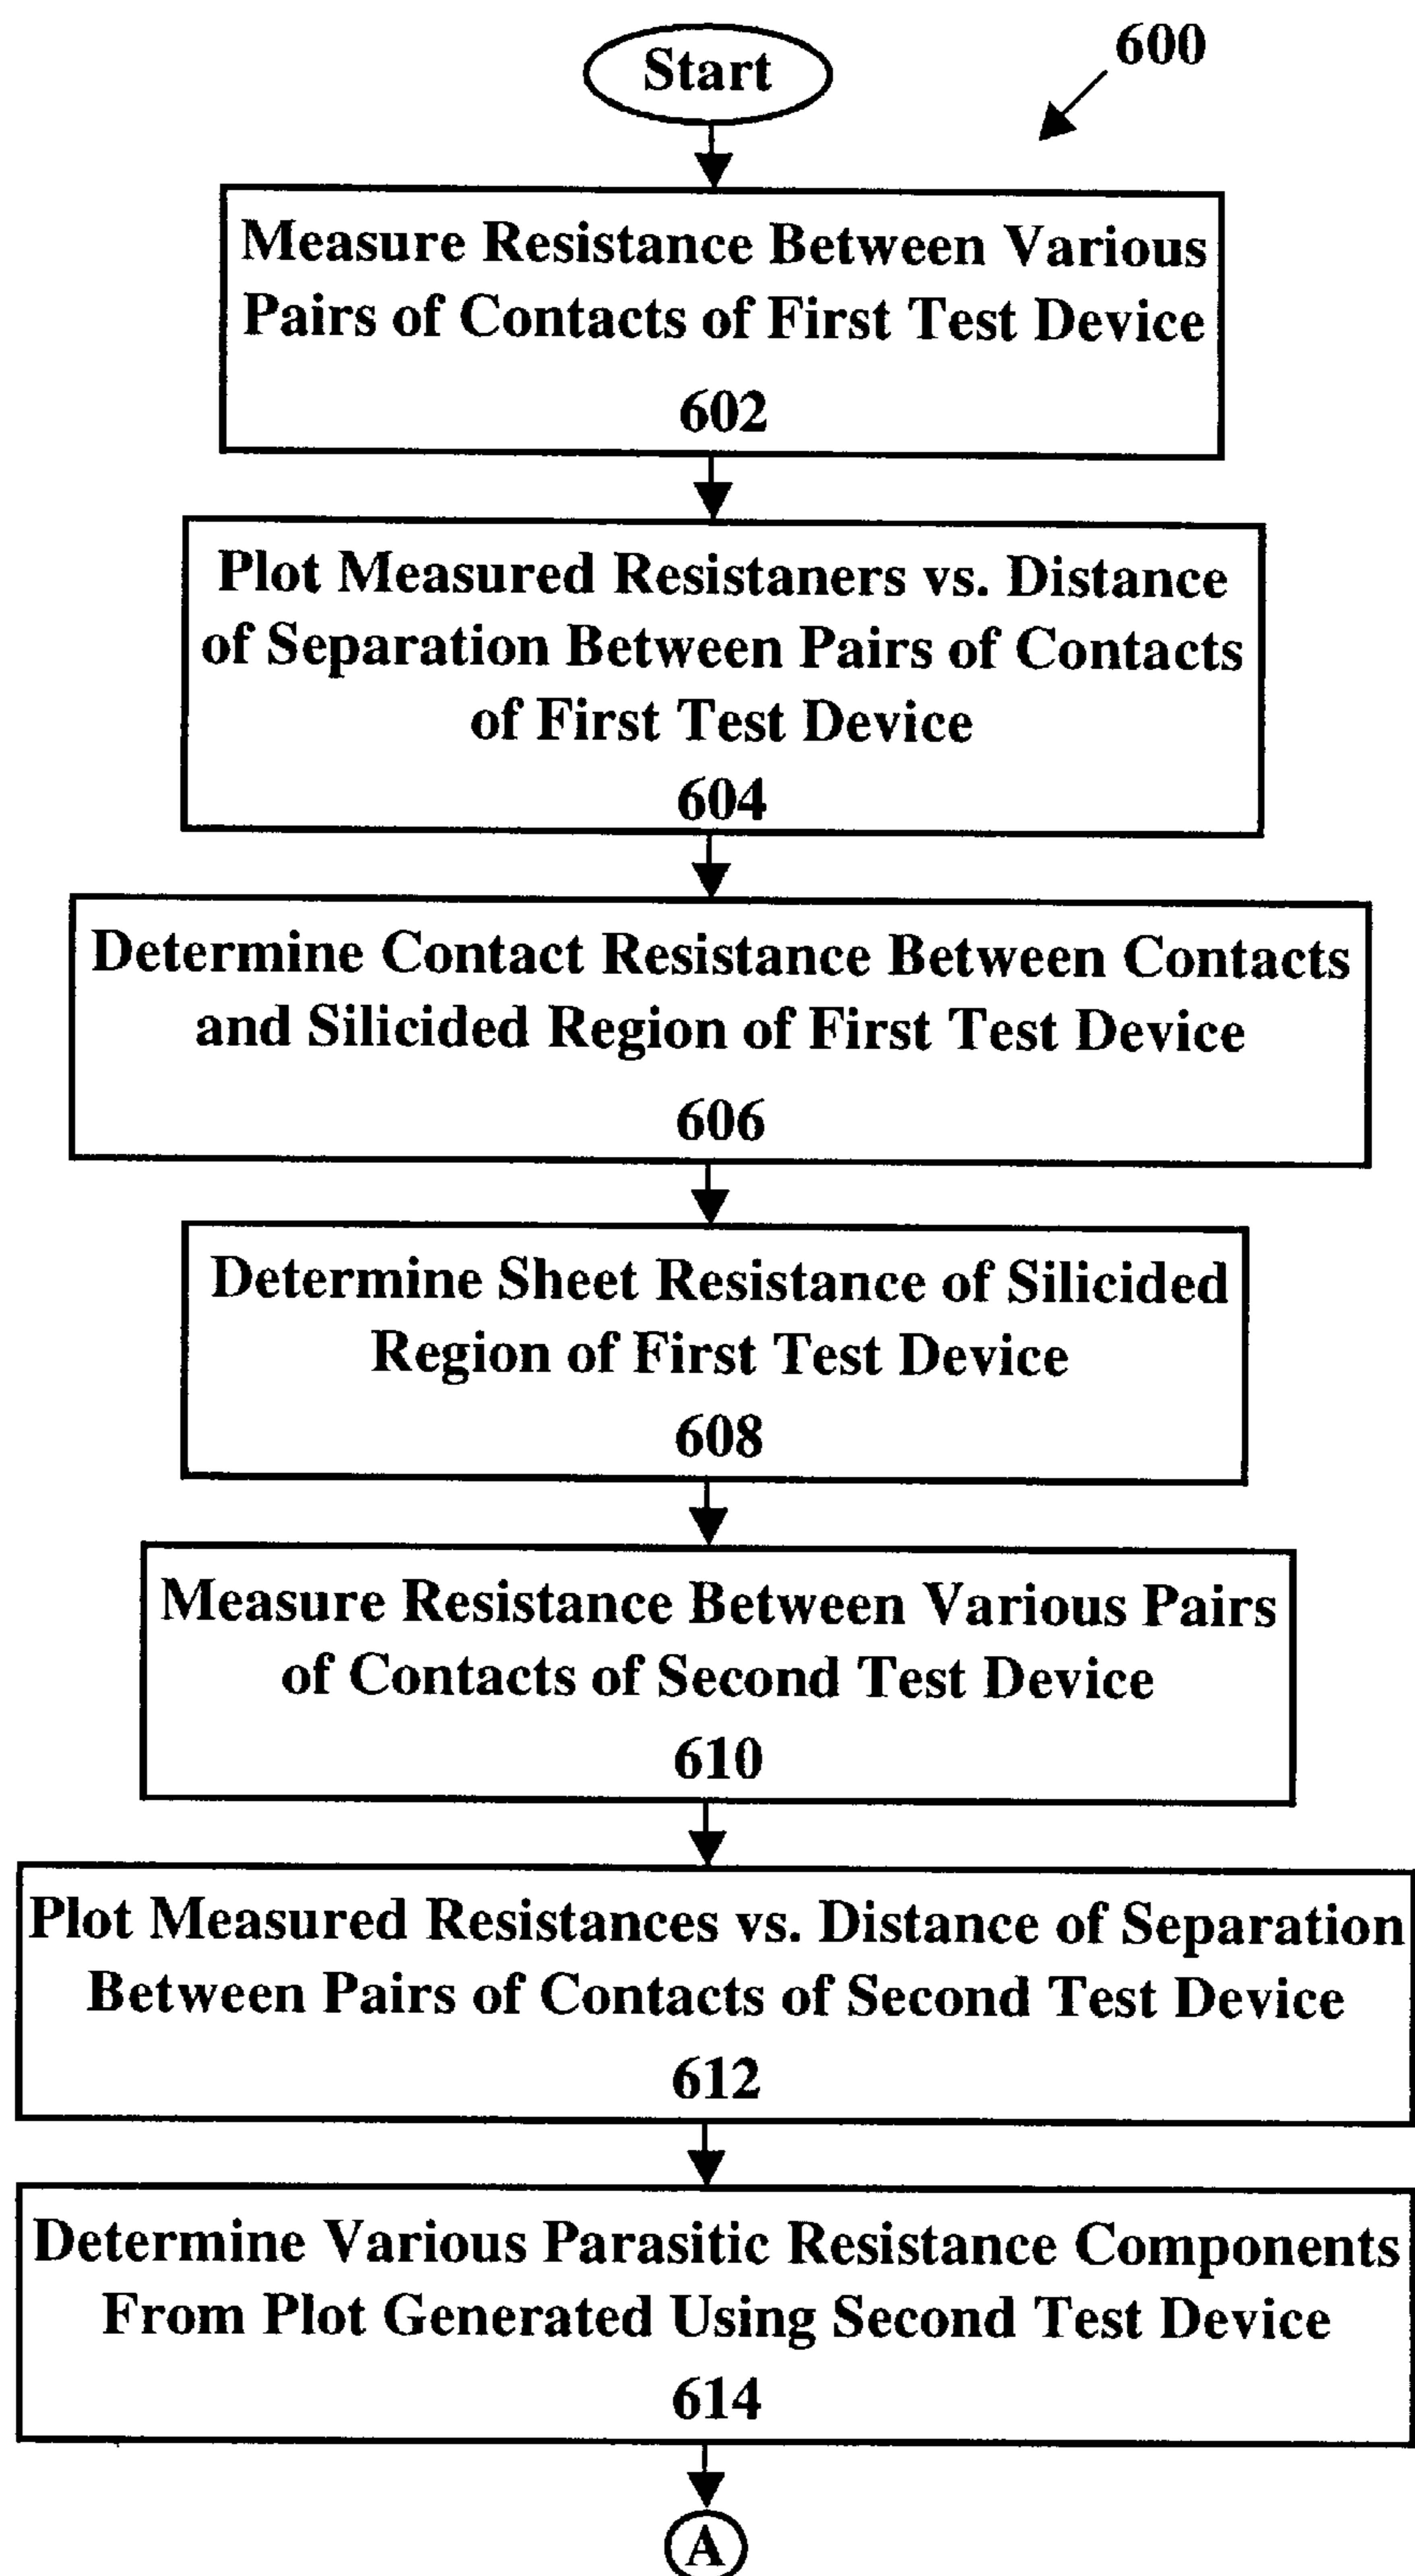 Start
600
Measure Resistance Between Various
Pairs of Contacts of First Test Device
602
Plot Measured Resistaners vs. Distance
of Separation Between Pairs of Contacts
of First Test Device
604
Determine Contact Resistance Between Contacts
and Silicided Region of First Test Device
606
Determine Sheet Resistance of Silicided
Region of First Test Device
608
Measure Resistance Between Various Pairs
of Contacts of Second Test Device
610
Plot Measured Resistances vs. Distance of Separation
Between Pairs of Contacts of Second Test Device
612
Determine Various Parasitic Resistance Components
From Plot Generated Using Second Test Device
614
A